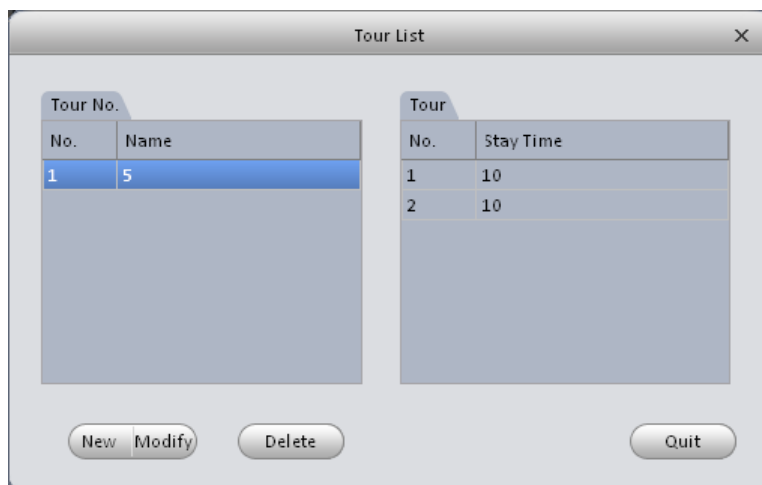 Tour List
Tour No.
No. Name
1 5
Tour
No. Stay Time
1 10
2 10
New Modify Delete Quit